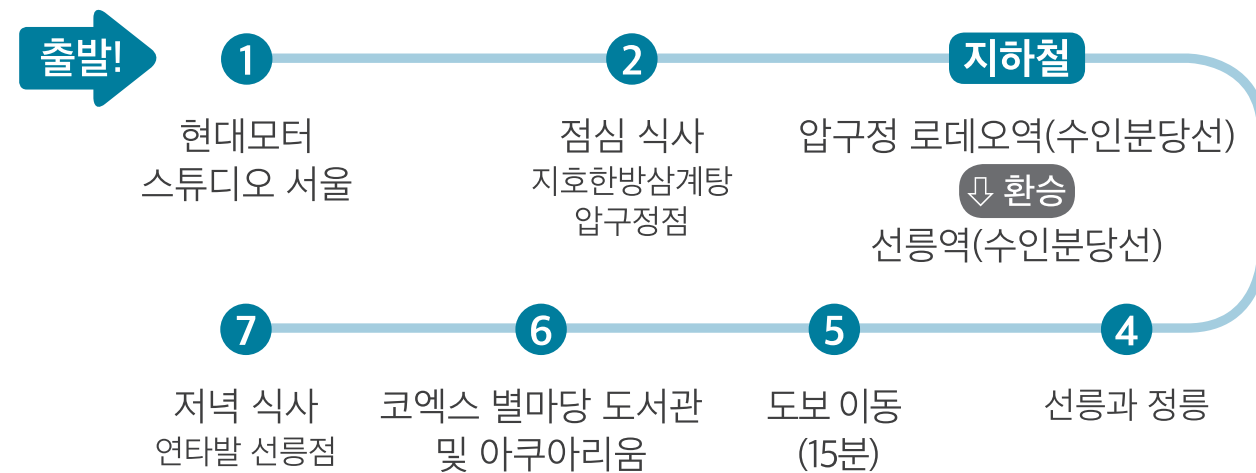 출발!
1
현대모터
스튜디오 서울
2
점심 식사
지호한방삼계탕
압구정점
지하철
압구정 로데오역(수인분당선)
⇩ 환승
선릉역(수인분당선)
4
선릉과 정릉
5
도보 이동
(15분)
6
코엑스 별마당 도서관
및 아쿠아리움
7
저녁 식사
연타발 선릉점